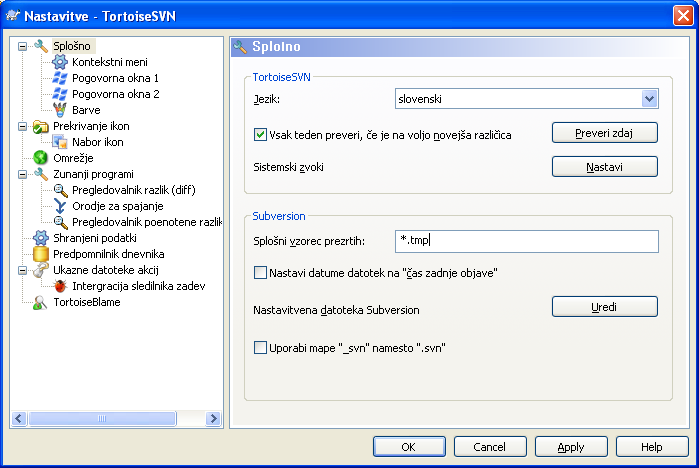 Nastavitve - TortoiseSVN
Splošno
Kontekstni meni
Pogovorna okna 1
Pogovorna okna 2
Barve
Prekrivanje ikon
Nabor ikon
Omrežje
Zunanji programi
Pregledovalnik razlik (diff)
Orodje za spajanje
Pregledovalnik poenotene razlik
Shranjeni podatki
Predpomnilnik dnevnika
Ukazne datoteke akcij
Intergracija sledilnika zadev
TortoiseBlame
Splolno
TortoiseSVN
Jezik:
slovenski
Vsak teden preveri, če je na voljo novejša različica
Preveri zdaj
Sistemski zvoki
Nastavi
Subversion
Splošni vzorec prezrtih:
*.tmp
Nastavi datume datotek na "čas zadnje objave"
Nastavitvena datoteka Subversion
Uredi
Uporabi mape "_svn" namesto ".svn"
OK
Cancel
Apply
Help